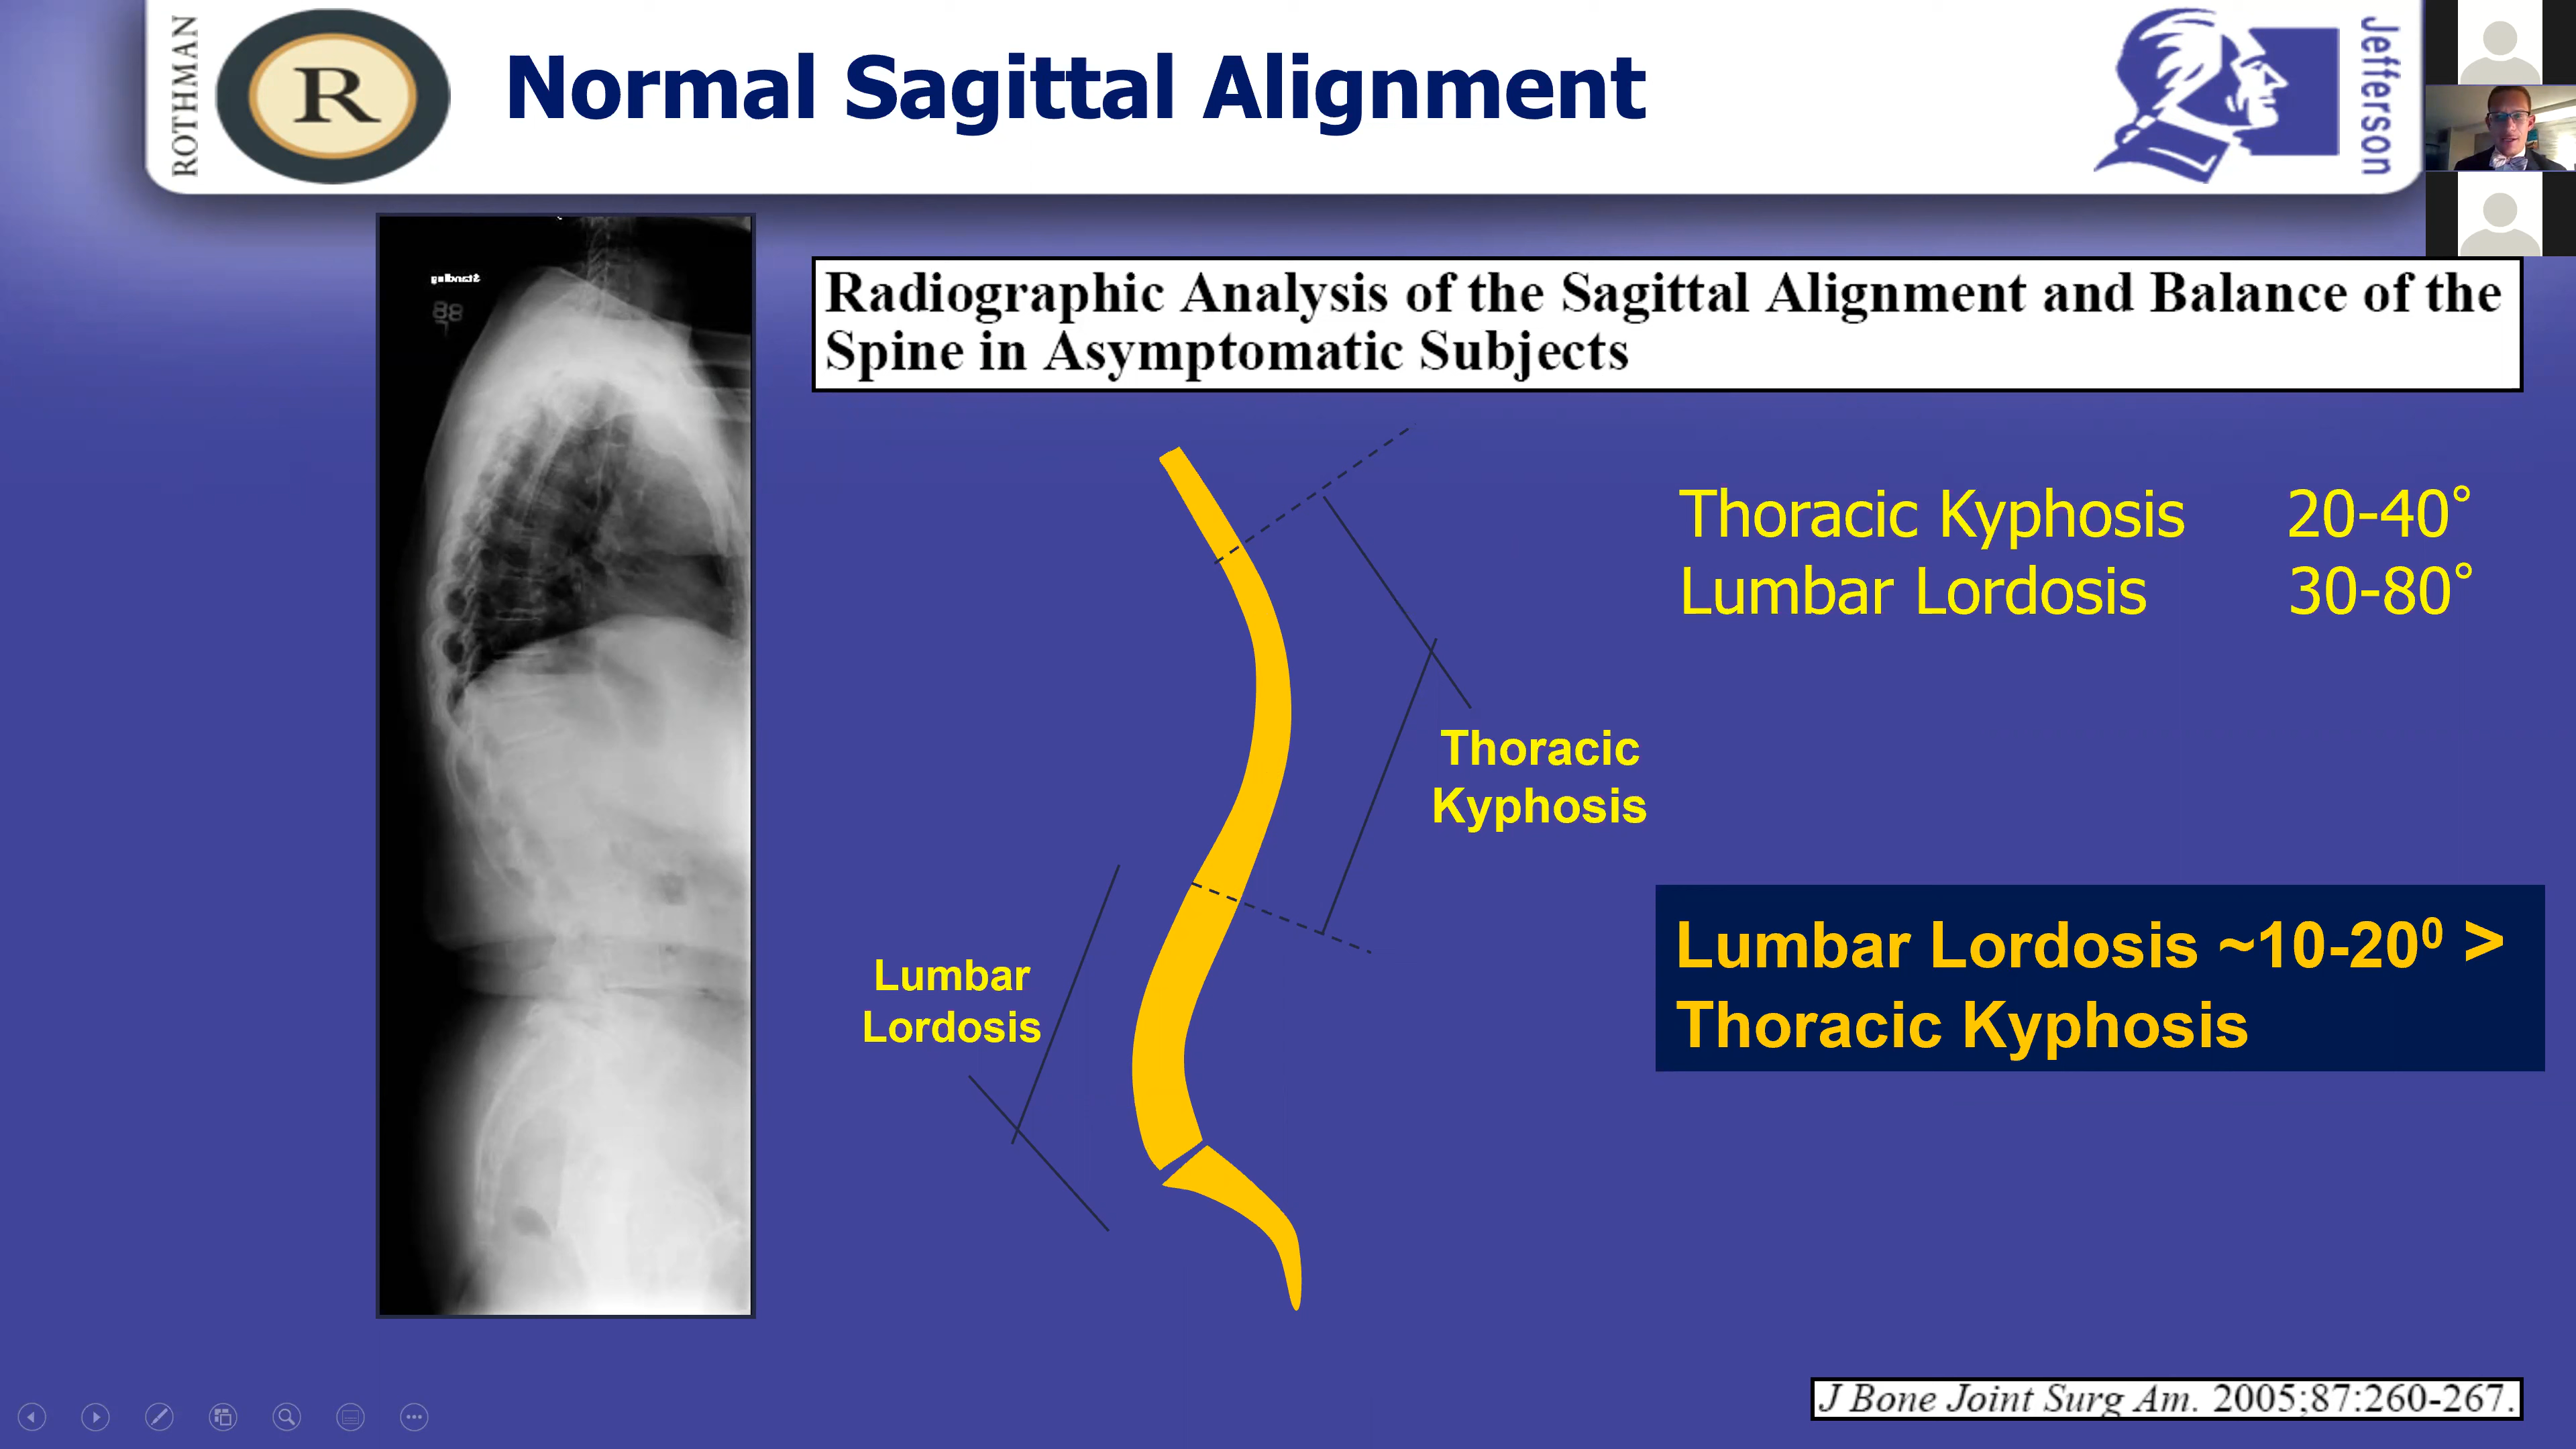 ROTHMAN
R
Normal Sagittal Alignment
Jefferson
Standing
88
Radiographic Analysis of the Sagittal Alignment and Balance of the
Spine in Asymptomatic Subjects
Thoracic Kyphosis 20-40°
Lumbar Lordosis 30-80°
Thoracic
Kyphosis
Lumbar
Lordosis
Lumbar Lordosis ~10-20⁰ >
Thoracic Kyphosis
J Bone Joint Surg Am. 2005;87:260-267.